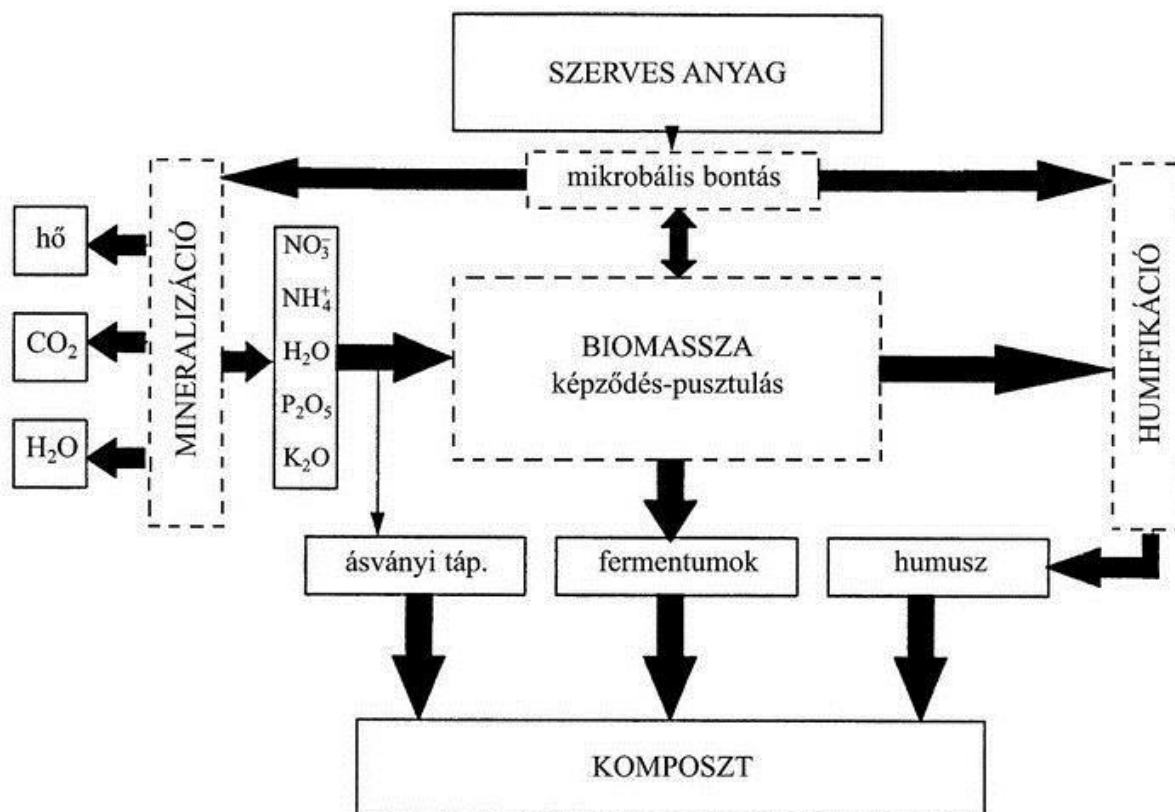 SZERVES ANYAG
mikrobális bontás
MINERALIZÁCIÓ
hő
CO₂
H₂O
NO₃⁻
NH₄⁺
H₂O
P₂O₅
K₂O
BIOMASSZA
képződés-pusztulás
HUMIFIKÁCIÓ
ásványi táp.
fermentumok
humusz
KOMPOSZT